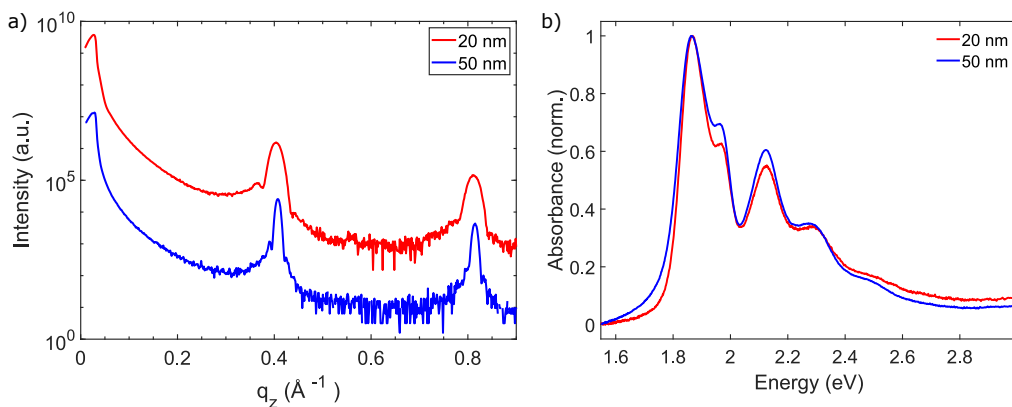 a)
Intensity (a.u.)
10^10
10^5
10^0
0
0.2
0.4
0.6
0.8
q_z (Å ^-1)
20 nm
50 nm
b)
Absorbance (norm.)
1
0.8
0.6
0.4
0.2
0
1.6
1.8
2
2.2
2.4
2.6
2.8
Energy (eV)
20 nm
50 nm